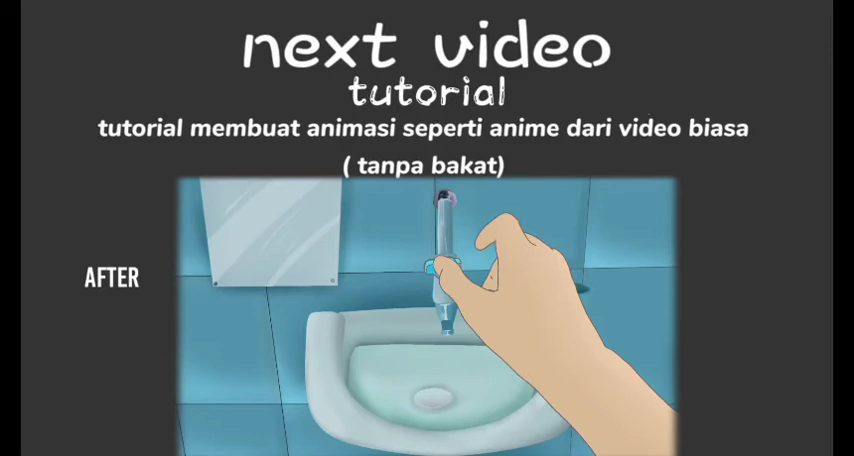 next video
tutorial
tutorial membuat animasi seperti anime dari video biasa
( tanpa bakat)
AFTER